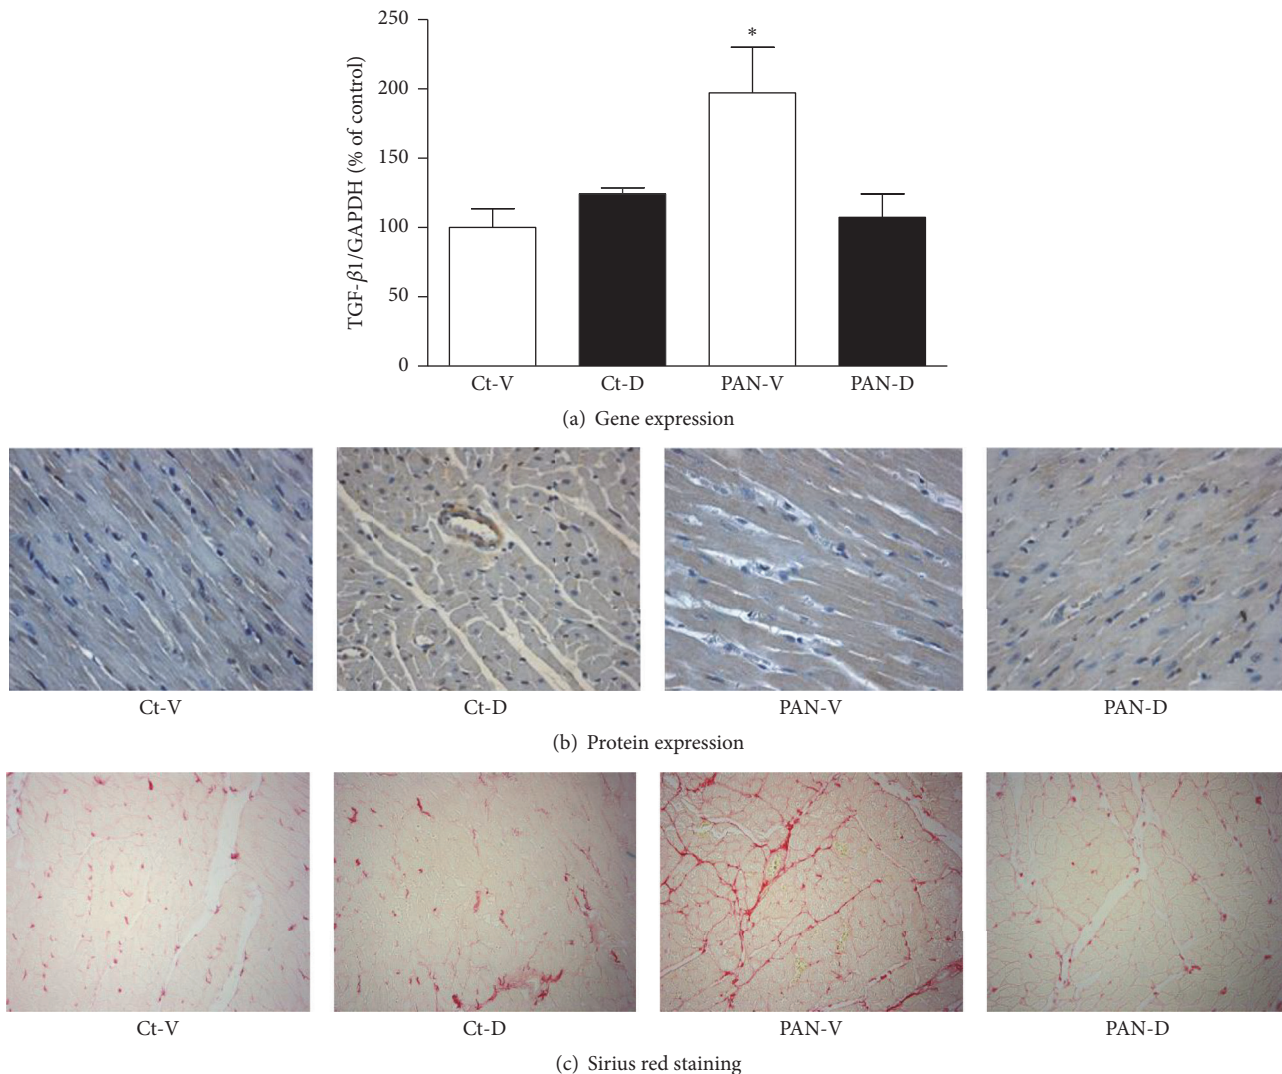 250
200
150
100
50
0
TGF-β1/GAPDH (% of control)
*
Ct-V Ct-D PAN-V PAN-D
(a) Gene expression
Ct-V Ct-D PAN-V PAN-D
(b) Protein expression
Ct-V Ct-D PAN-V PAN-D
(c) Sirius red staining